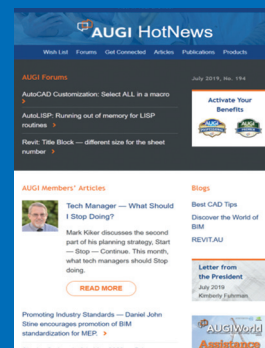 AUGI HotNews
Wish List Forums Get Connected Articles Publications Products
AUGI Forums
AutoCAD Customization: Select ALL in a macro
>
AutoLISP: Running out of memory for LISP
routines >
Revit: Title Block — different size for the sheet
number >
July 2019, No. 194
Activate Your
Benefits
AUGI Members' Articles
Tech Manager — What Should
I Stop Doing?
Mark Kiker discusses the second
part of his planning strategy, Start
— Stop — Continue. This month,
what tech managers should stop
doing.
READ MORE
Promoting Industry Standards — Daniel John
Stine encourages promotion of BIM
standardization for MEP. >
Blogs
Best CAD Tips
Discover the World of
BIM
REVIT.AU
Letter from
the President
July 2019
Kimberly Fuhrman
AUGIWorld
Assistance